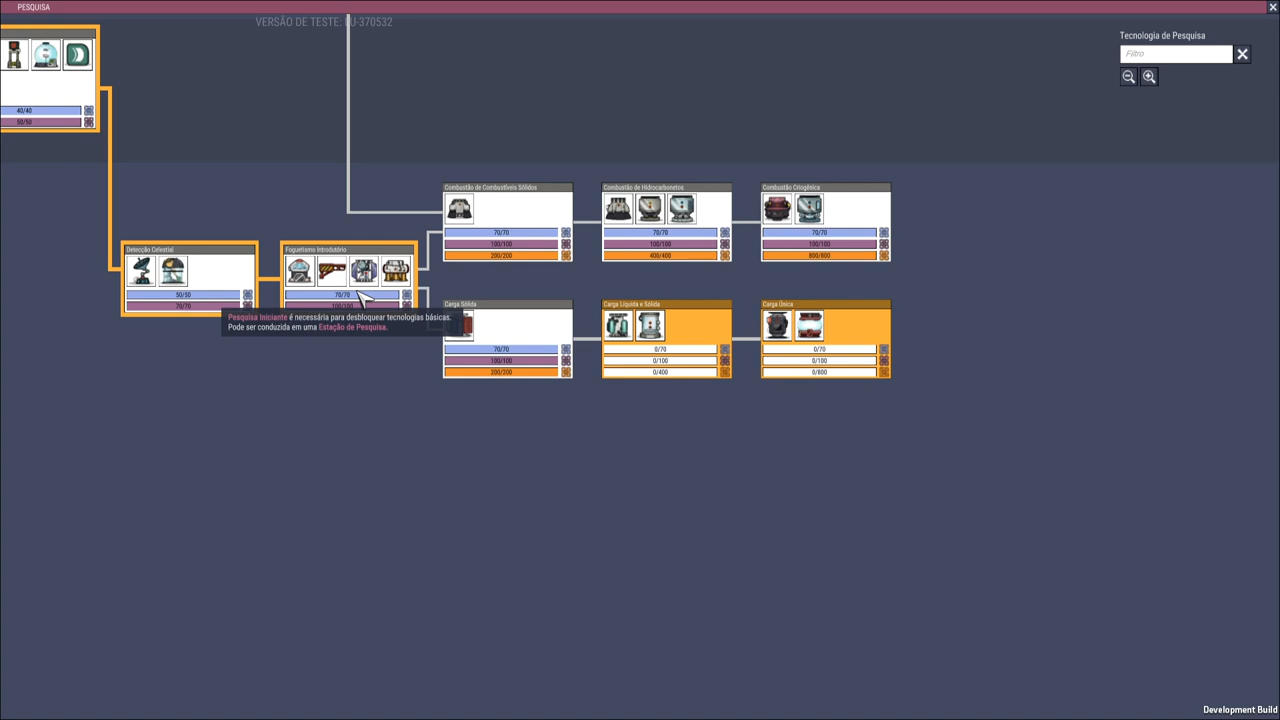 PESQUISA
VERSÃO DE TESTE: EU-370532
Tecnologia de Pesquisa
Filtro
40/40
50/50
Combustão de Combustíveis Sólidos
70/70
100/100
200/200
Combustão de Hidrocarbonetos
70/70
100/100
400/400
Combustão Criogênica
70/70
100/100
800/800
Detecção Celestial
50/50
70/70
Foguetismo Introdutório
70/70
100/100
Pesquisa Iniciante é necessária para desbloquear tecnologias básicas.
Pode ser conduzida em uma Estação de Pesquisa.
Carga Sólida
70/70
100/100
200/200
Carga Líquida e Sólida
0/70
0/100
0/400
Carga Única
0/70
0/100
0/800
Development Build